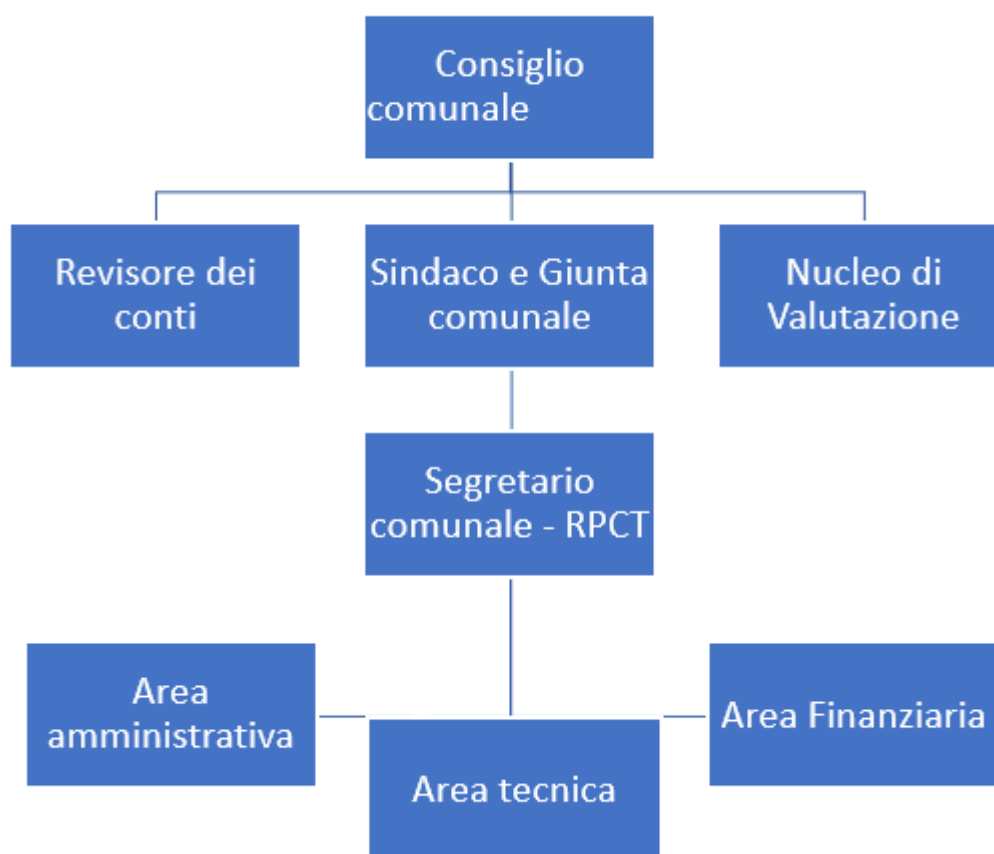 Consiglio
comunale
Revisore dei
conti
Sindaco e Giunta
comunale
Nucleo di
Valutazione
Segretario
comunale - RPCT
Area
amministrativa
Area tecnica
Area Finanziaria